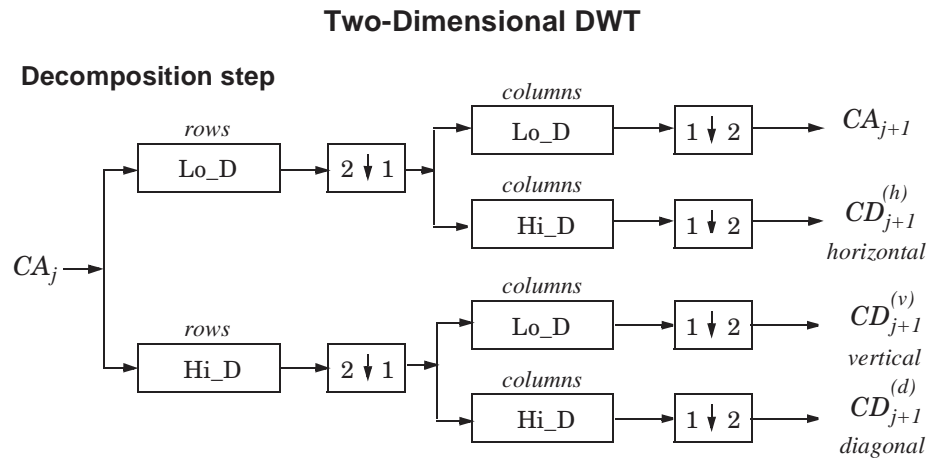 Two-Dimensional DWT
Decomposition step
columns
rows
Lo_D
1 ↓ 2
CA_{j+1}
Lo_D
2 ↓ 1
columns
Hi_D
1 ↓ 2
CD_{j+1}^{(h)}
horizontal
CA_j
columns
rows
Lo_D
1 ↓ 2
CD_{j+1}^{(v)}
vertical
Hi_D
2 ↓ 1
columns
Hi_D
1 ↓ 2
CD_{j+1}^{(d)}
diagonal